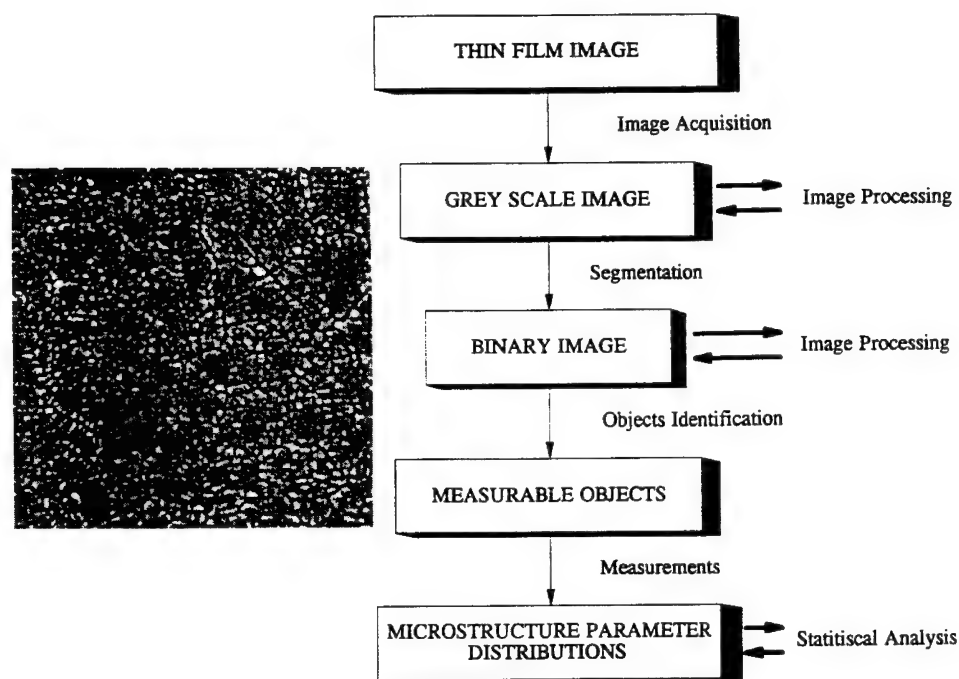 THIN FILM IMAGE
Image Acquisition
GREY SCALE IMAGE
Image Processing
Segmentation
BINARY IMAGE
Image Processing
Objects Identification
MEASURABLE OBJECTS
Measurements
MICROSTRUCTURE PARAMETER
DISTRIBUTIONS
Statitiscal Analysis